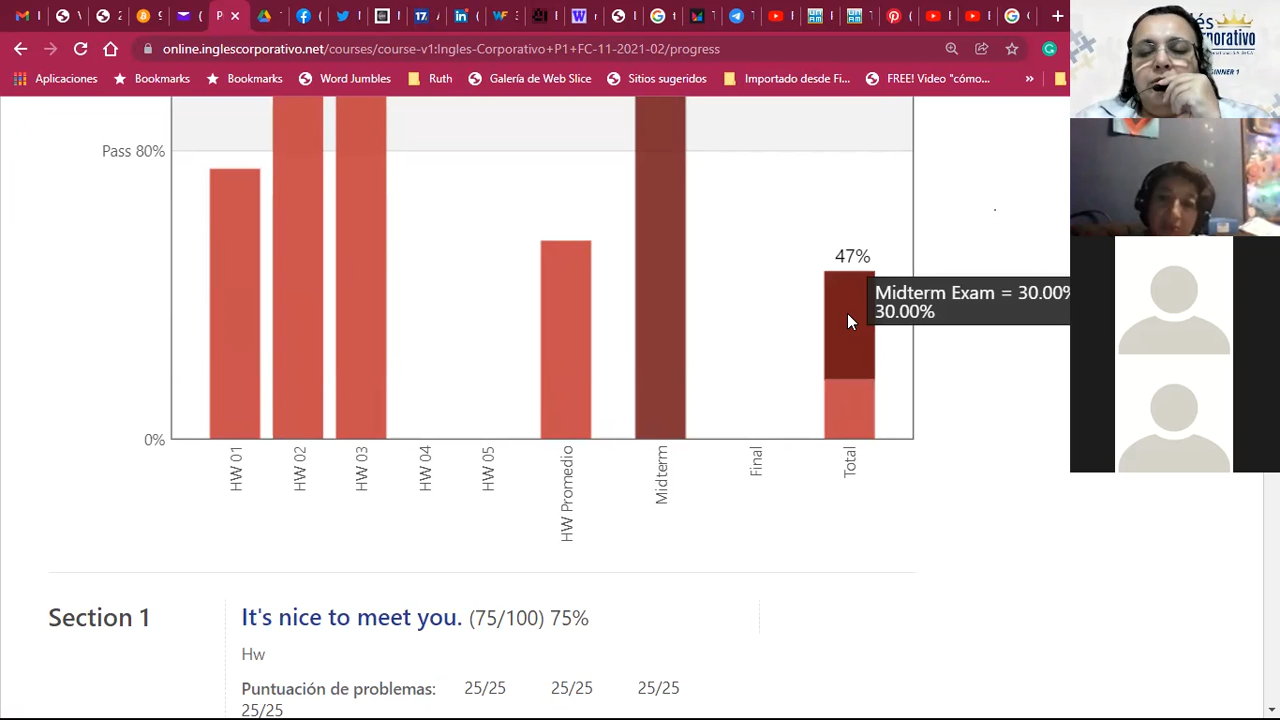 online.inglescorporativo.net/courses/course-v1:Ingles-Corporativo+P1+FC-11-2021-02/progress
Aplicaciones Bookmarks Bookmarks Word Jumbles Ruth Galería de Web Slice Sitios sugeridos Importado desde Fi... FREE! Video "cómo... »
Pass 80%
0%
47%
Midterm Exam = 30.00%
30.00%
HW 01
HW 02
HW 03
HW 04
HW 05
HW Promedio
Midterm
Final
Total
Section 1
It's nice to meet you. (75/100) 75%
Hw
Puntuación de problemas: 25/25 25/25 25/25
25/25